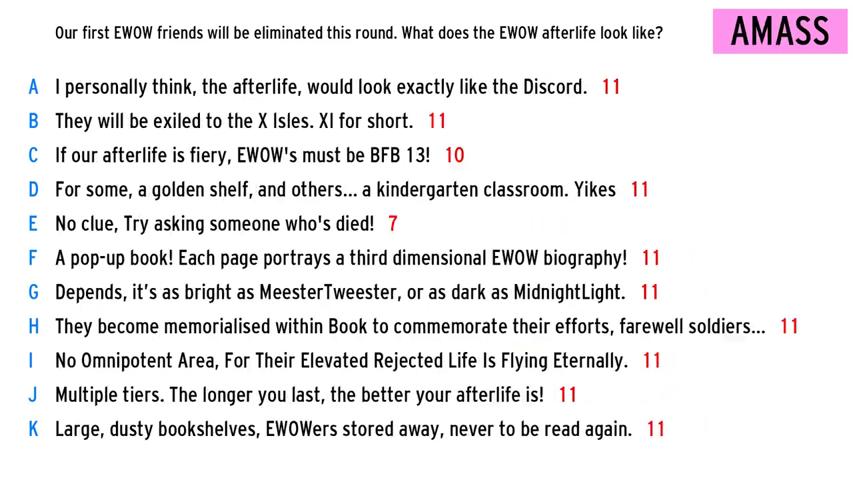 Our first EWOW friends will be eliminated this round. What does the EWOW afterlife look like?
AMASS
A I personally think, the afterlife, would look exactly like the Discord. 11
B They will be exiled to the X Isles. XI for short. 11
C If our afterlife is fiery, EWOW's must be BFB 13! 10
D For some, a golden shelf, and others... a kindergarten classroom. Yikes 11
E No clue, Try asking someone who's died! 7
F A pop-up book! Each page portrays a third dimensional EWOW biography! 11
G Depends, it’s as bright as MeesterTweester, or as dark as MidnightLight. 11
H They become memorialised within Book to commemorate their efforts, farewell soldiers... 11
I No Omnipotent Area, For Their Elevated Rejected Life Is Flying Eternally. 11
J Multiple tiers. The longer you last, the better your afterlife is! 11
K Large, dusty bookshelves, EWOWers stored away, never to be read again. 11